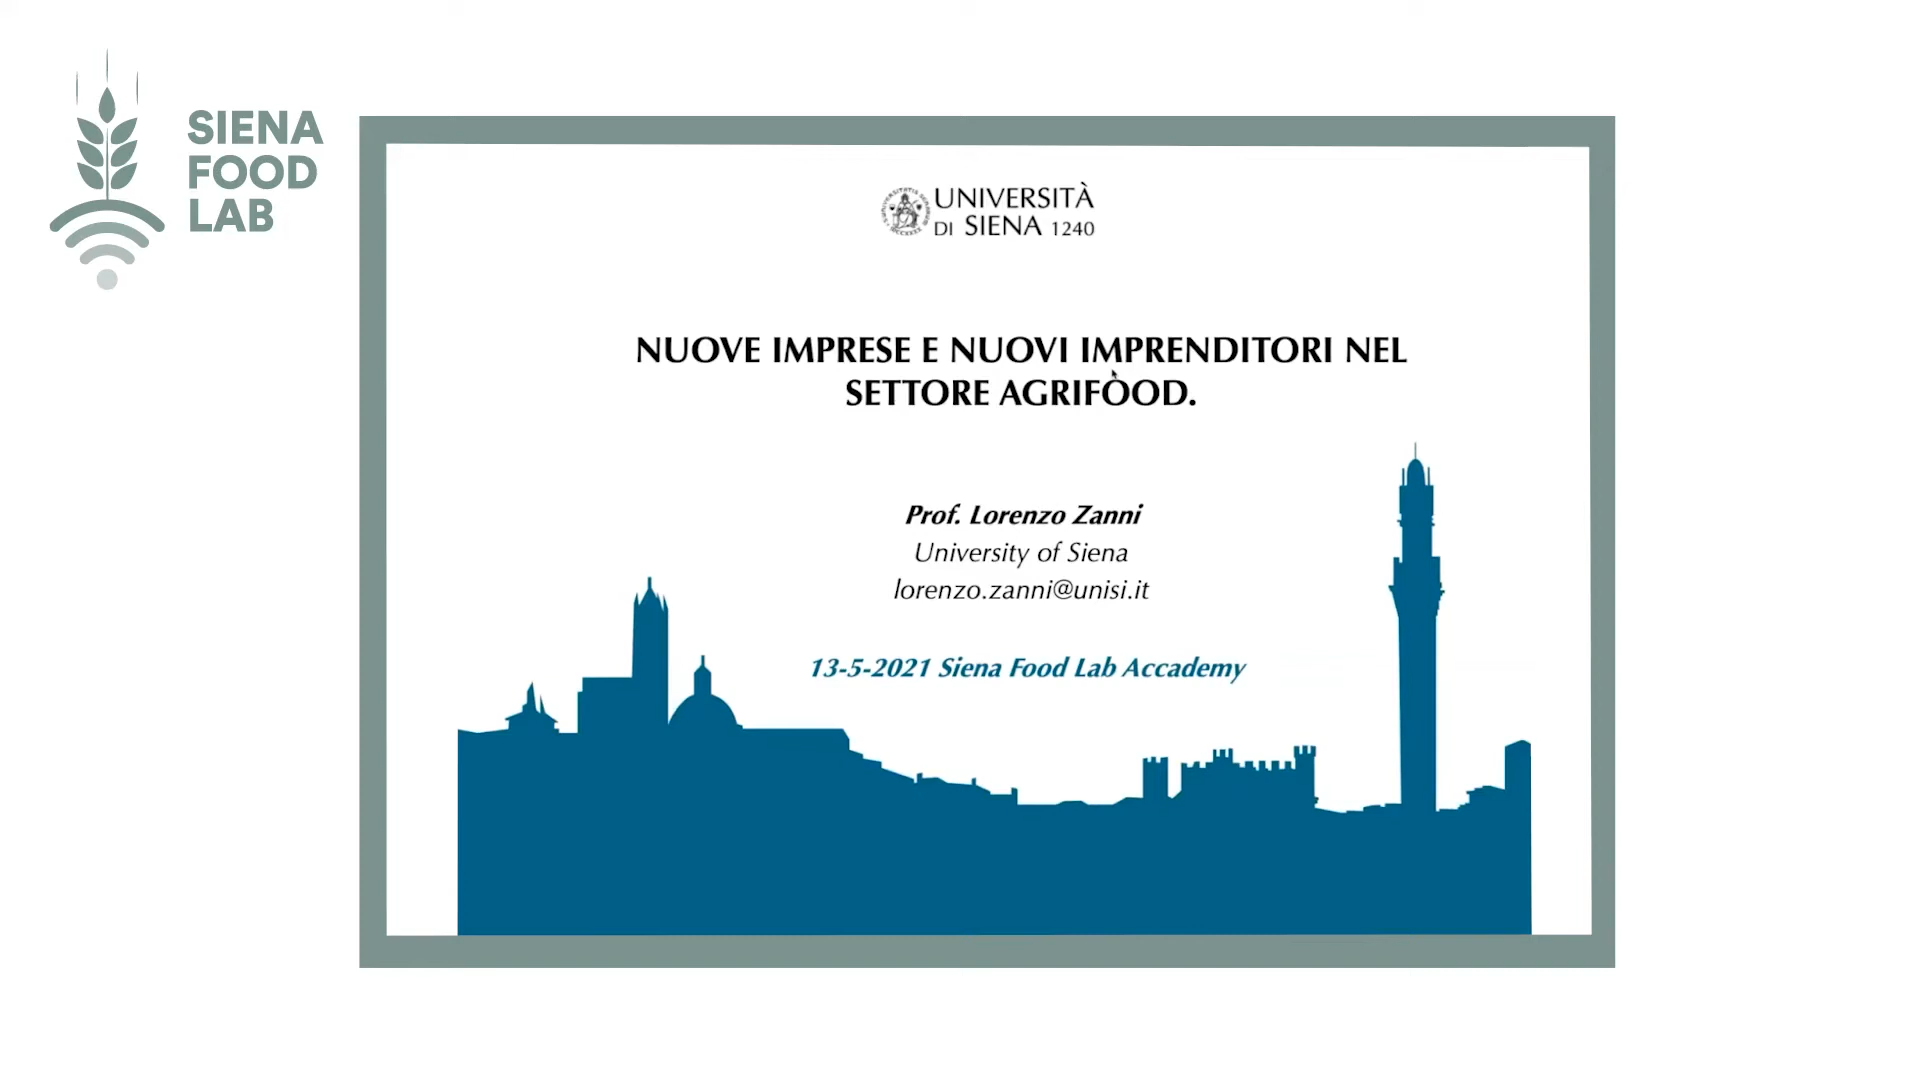 SIENA
FOOD
LAB
UNIVERSITÀ
DI SIENA 1240
NUOVE IMPRESE E NUOVI IMPRENDITORI NEL
SETTORE AGRIFOOD.
Prof. Lorenzo Zanni
University of Siena
lorenzo.zanni@unisi.it
13-5-2021 Siena Food Lab Accademy